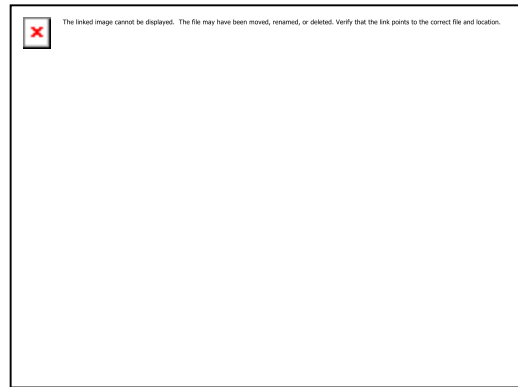 The linked image cannot be displayed.  The file may have been moved, renamed, or deleted. Verify that the link points to the correct file and location.